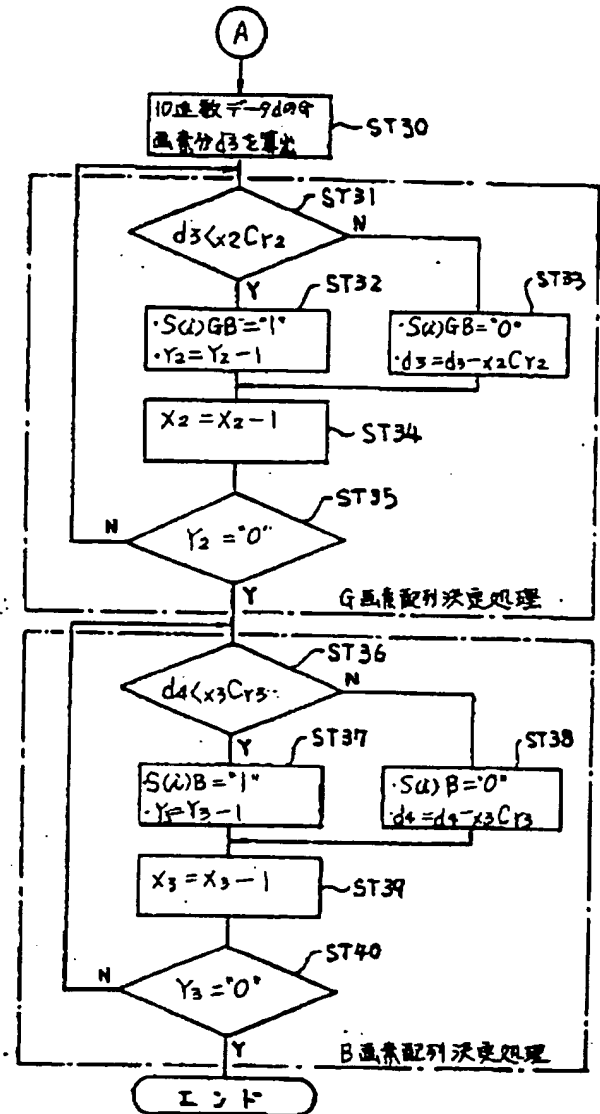 A
10進数データdのG
画素分d3を算出
ST30
ST31
d3<x2Cr2
N
Y
ST32
・S(i)GB="1"
・r2=r2-1
ST33
・S(i)GB="0"
・d3=d3-x2Cr2
x2=x2-1
ST34
ST35
N
r2="0"
Y
G画素配列決定処理
ST36
d4<x3Cr3
N
Y
ST37
・S(i)B="1"
・r=r3-1
ST38
・S(i)B="0"
・d4=d4-x3Cr3
x3=x3-1
ST39
ST40
N
r3="0"
Y
B画素配列決定処理
エンド